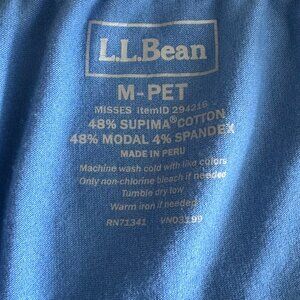 L.L.Bean
M-PET
MISSES itemID 294216
48% SUPIMA® COTTON
48% MODAL 4% SPANDEX
MADE IN PERU
Machine wash cold with like colors
Only non-chlorine bleach if needed
Tumble dry low
Warm iron if needed
RN71341 VN03199